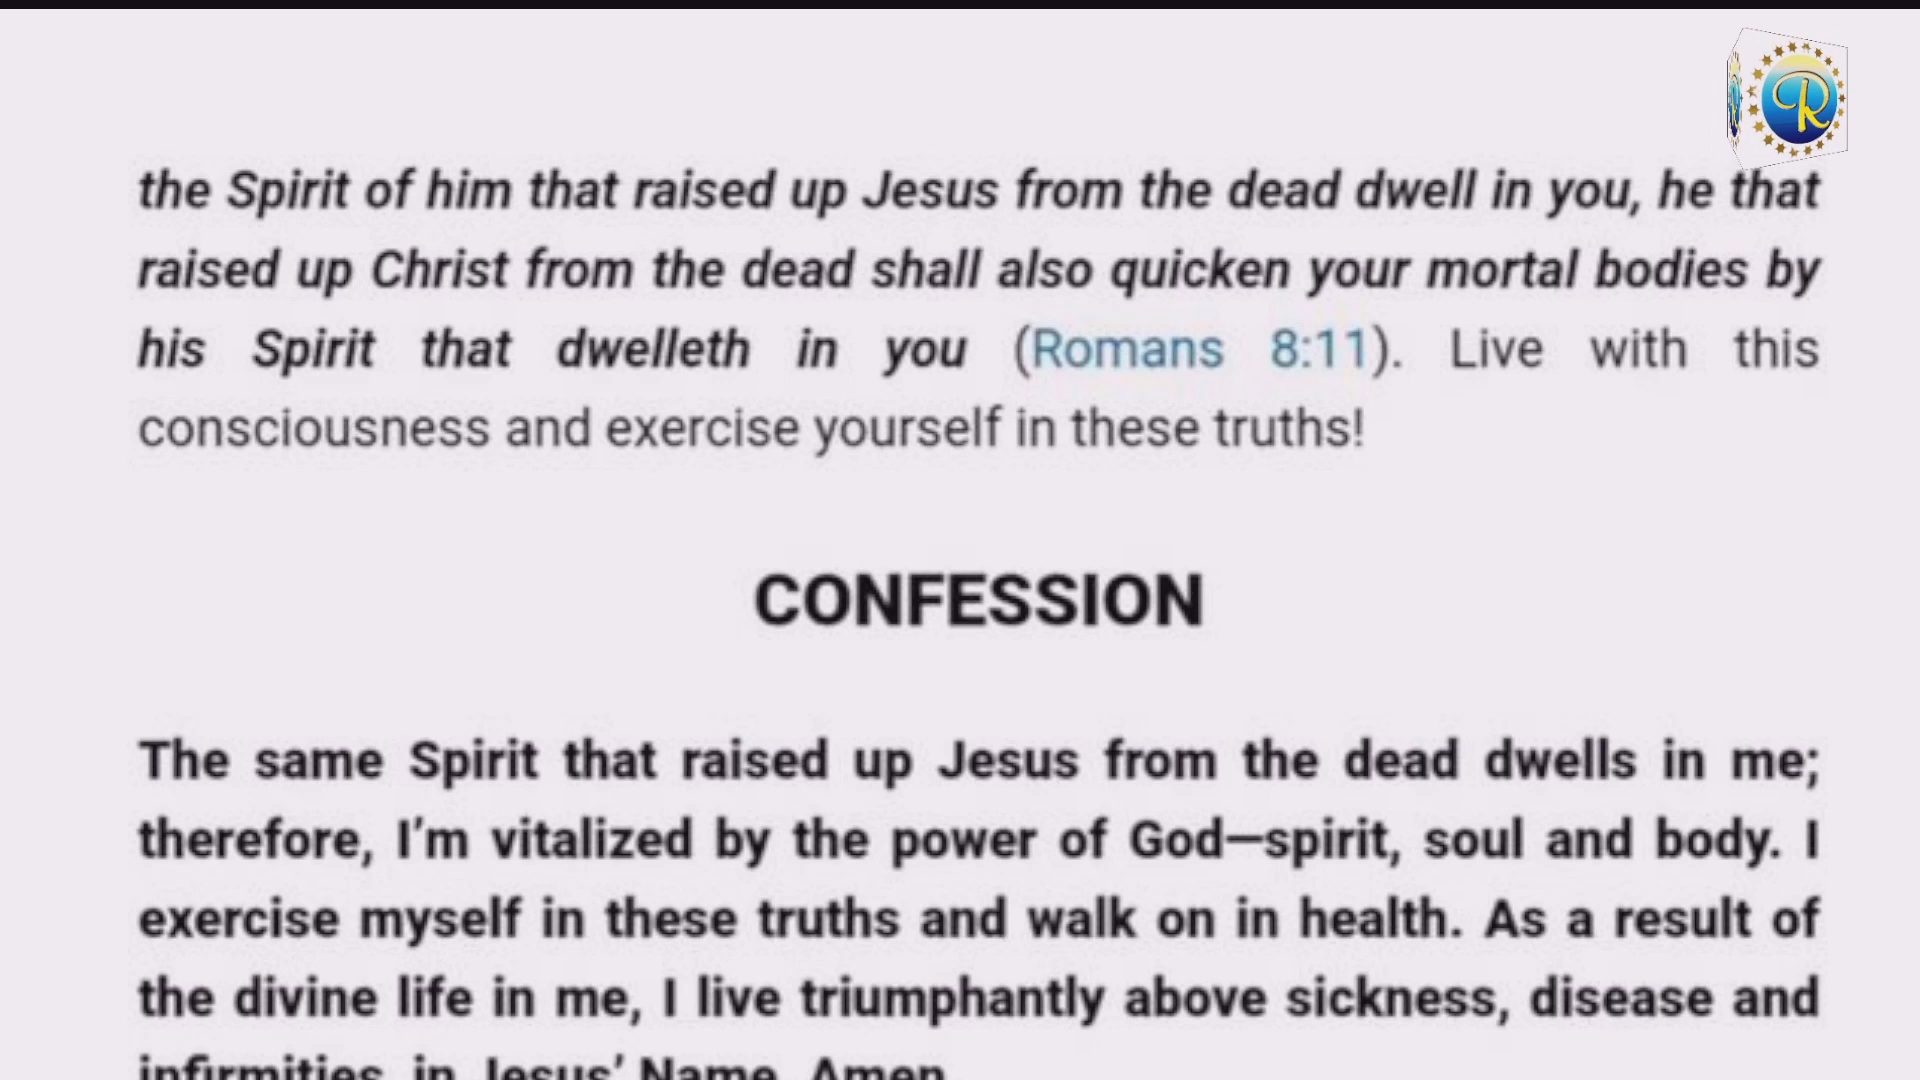 R
the Spirit of him that raised up Jesus from the dead dwell in you, he that
raised up Christ from the dead shall also quicken your mortal bodies by
his Spirit that dwelleth in you (Romans 8:11). Live with this
consciousness and exercise yourself in these truths!
CONFESSION
The same Spirit that raised up Jesus from the dead dwells in me;
therefore, I’m vitalized by the power of God—spirit, soul and body. I
exercise myself in these truths and walk on in health. As a result of
the divine life in me, I live triumphantly above sickness, disease and
infirmities, in Jesus’ Name. Amen.